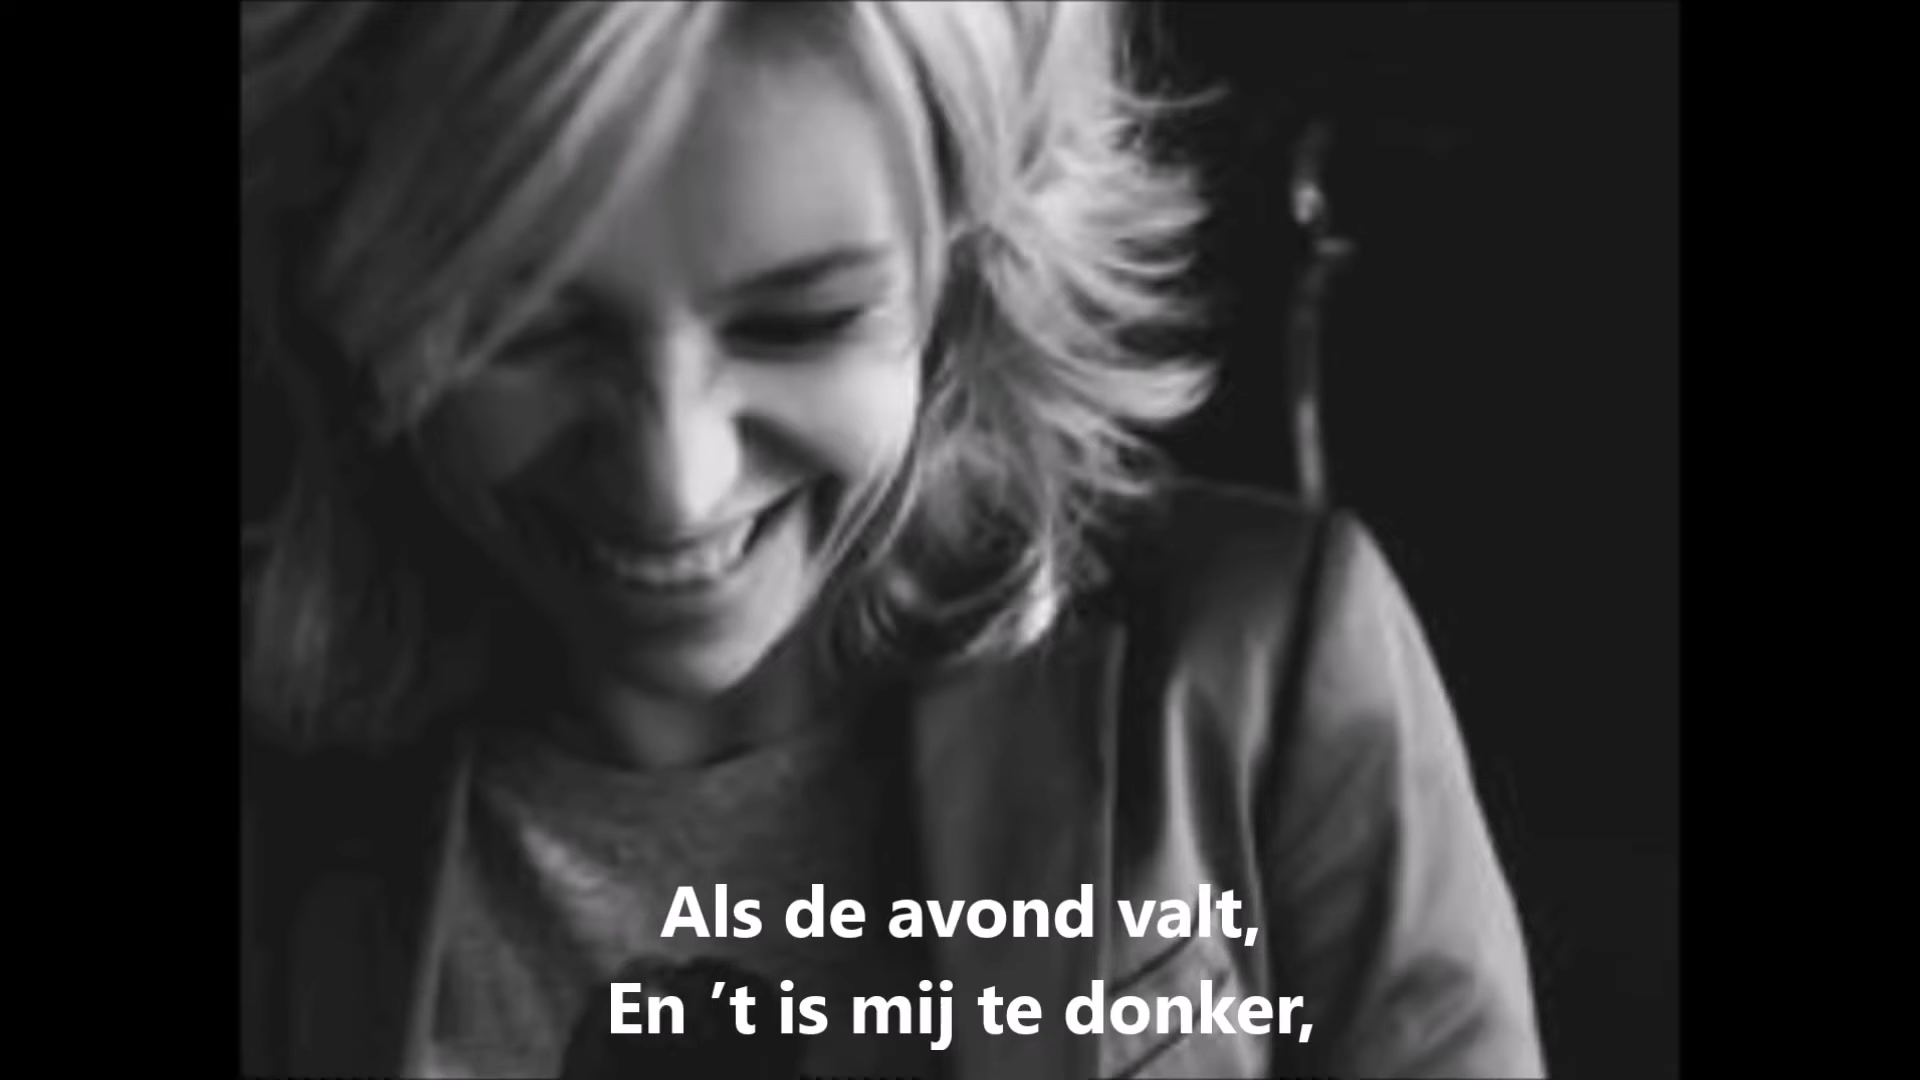 Als de avond valt,
En ’t is mij te donker,